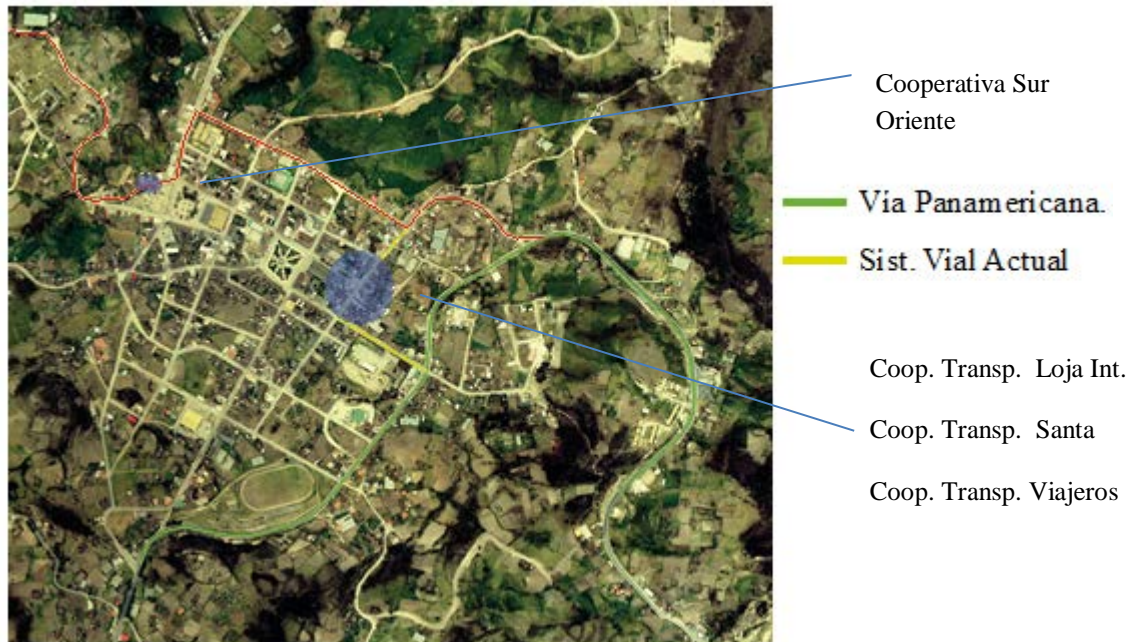 Cooperativa Sur
Oriente
Vía Panamericana.
Sist. Vial Actual
Coop. Transp. Loja Int.
Coop. Transp. Santa
Coop. Transp. Viajeros